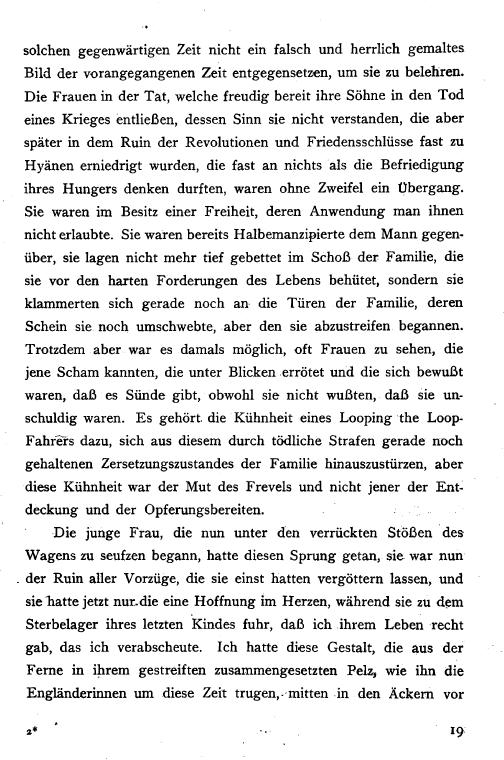 solchen gegenwärtigen Zeit nicht ein falsch und herrlich gemaltes
Bild der vorangegangenen Zeit entgegensetzen, um sie zu belehren.
Die Frauen in der Tat, welche freudig bereit ihre Söhne in den Tod
eines Krieges entließen, dessen Sinn sie nicht verstanden, die aber
später in dem Ruin der Revolutionen und Friedensschlüsse fast zu
Hyänen erniedrigt wurden, die fast an nichts als die Befriedigung
ihres Hungers denken durften, waren ohne Zweifel ein Übergang.
Sie waren im Besitz einer Freiheit, deren Anwendung man ihnen
nicht erlaubte. Sie waren bereits Halbemanzipierte dem Mann gegen-
über, sie lagen nicht mehr tief gebettet im Schoß der Familie, die
sie vor den harten Forderungen des Lebens behütet, sondern sie
klammerten sich gerade noch an die Türen der Familie, deren
Schein sie noch umschwebte, aber den sie abzustreifen begannen.
Trotzdem aber war es damals möglich, oft Frauen zu sehen, die
jene Scham kannten, die unter Blicken errötet und die sich bewußt
waren, daß es Sünde gibt, obwohl sie nicht wußten, daß sie un-
schuldig waren. Es gehört die Kühnheit eines Looping the Loop-
Fahrers dazu, sich aus diesem durch tödliche Strafen gerade noch
gehaltenen Zersetzungszustandes der Familie hinauszustürzen, aber
diese Kühnheit war der Mut des Frevels und nicht jener der Ent-
deckung und der Opferungsbereiten.
Die junge Frau, die nun unter den verrückten Stößen des
Wagens zu seufzen begann, hatte diesen Sprung getan, sie war nun
der Ruin aller Vorzüge, die sie einst hatten vergöttern lassen, und
sie hatte jetzt nur die eine Hoffnung im Herzen, während sie zu dem
Sterbelager ihres letzten Kindes fuhr, daß ich ihrem Leben recht
gab, das ich verabscheute. Ich hatte diese Gestalt, die aus der
Ferne in ihrem gestreiften zusammengesetzten Pelz, wie ihn die
Engländerinnen um diese Zeit trugen, mitten in den Äckern vor
2*
19